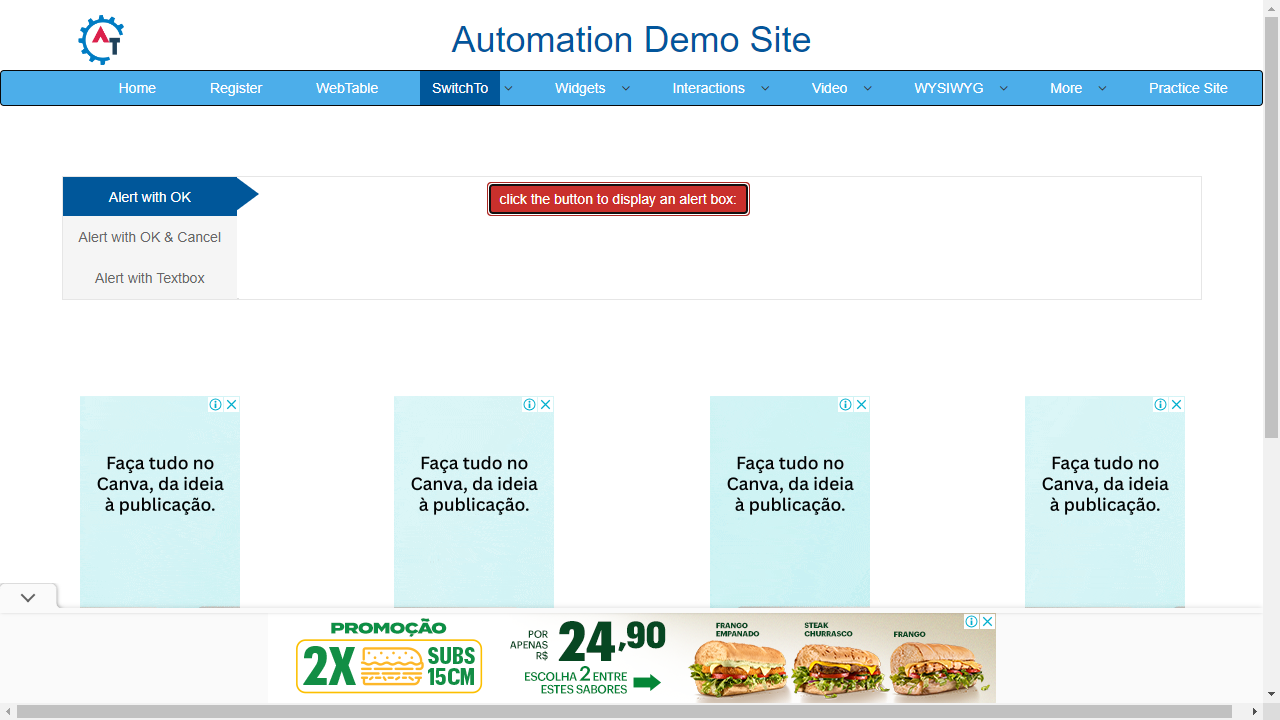 AT
Automation Demo Site
Home
Register
WebTable
SwitchTo
Widgets
Interactions
Video
WYSIWYG
More
Practice Site
Alert with OK
click the button to display an alert box:
Alert with OK & Cancel
Alert with Textbox
Faça tudo no
Canva, da ideia
à publicação.
Faça tudo no
Canva, da ideia
à publicação.
Faça tudo no
Canva, da ideia
à publicação.
Faça tudo no
Canva, da ideia
à publicação.
PROMOÇÃO
2X
SUBS
15CM
POR
APENAS
R$
24,90
ESCOLHA 2 ENTRE
ESTES SABORES
FRANGO
EMPANADO
STEAK
CHURRASCO
FRANGO